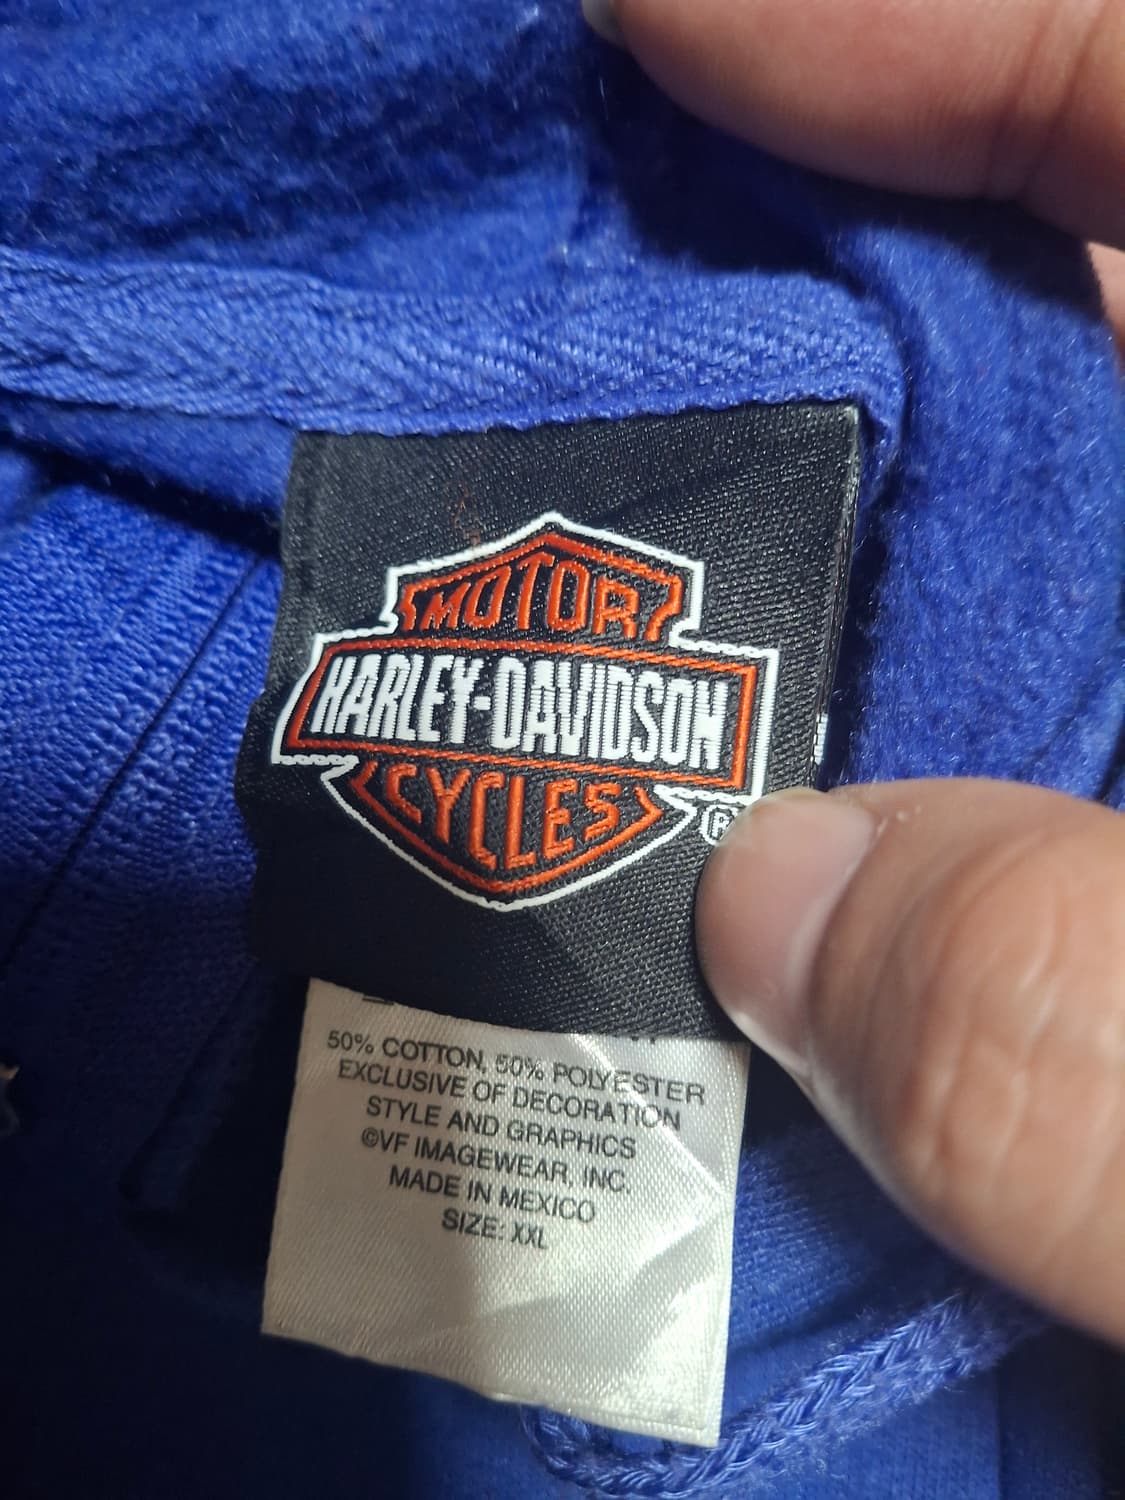 MOTOR
HARLEY-DAVIDSON
CYCLES
®
50% COTTON, 50% POLYESTER
EXCLUSIVE OF DECORATION
STYLE AND GRAPHICS
©VF IMAGEWEAR, INC.
MADE IN MEXICO
SIZE: XXL